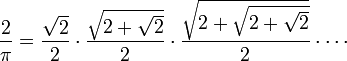 2/π = √2/2 · √(2+√2)/2 · √(2+√(2+√2))/2 · ⋯.